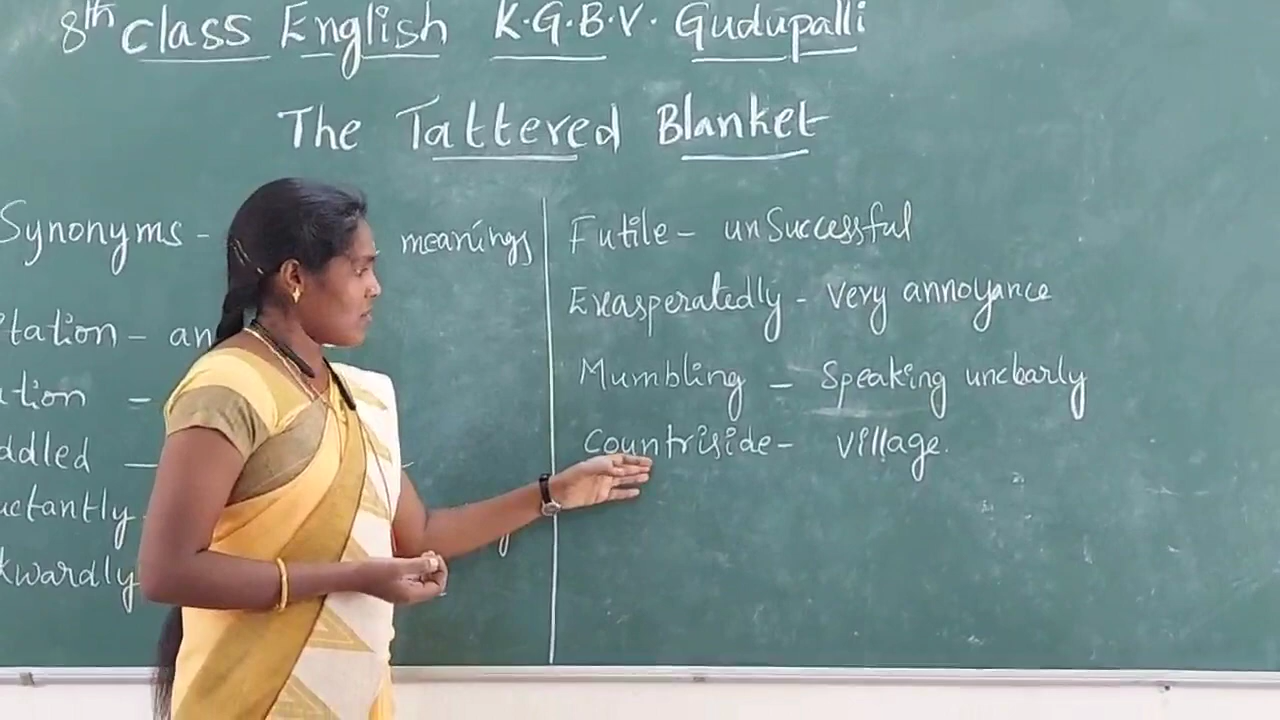 8th Class English K.G.B.V. Gudupalli
The Tattered Blanket
Synonyms - meanings
tation - an
ation -
ddled -
uctantly -
kwardly
Futile - unSuccessful
Exasperatedly - very annoyance
Mumbling - Speaking unclearly
Countriside - village.